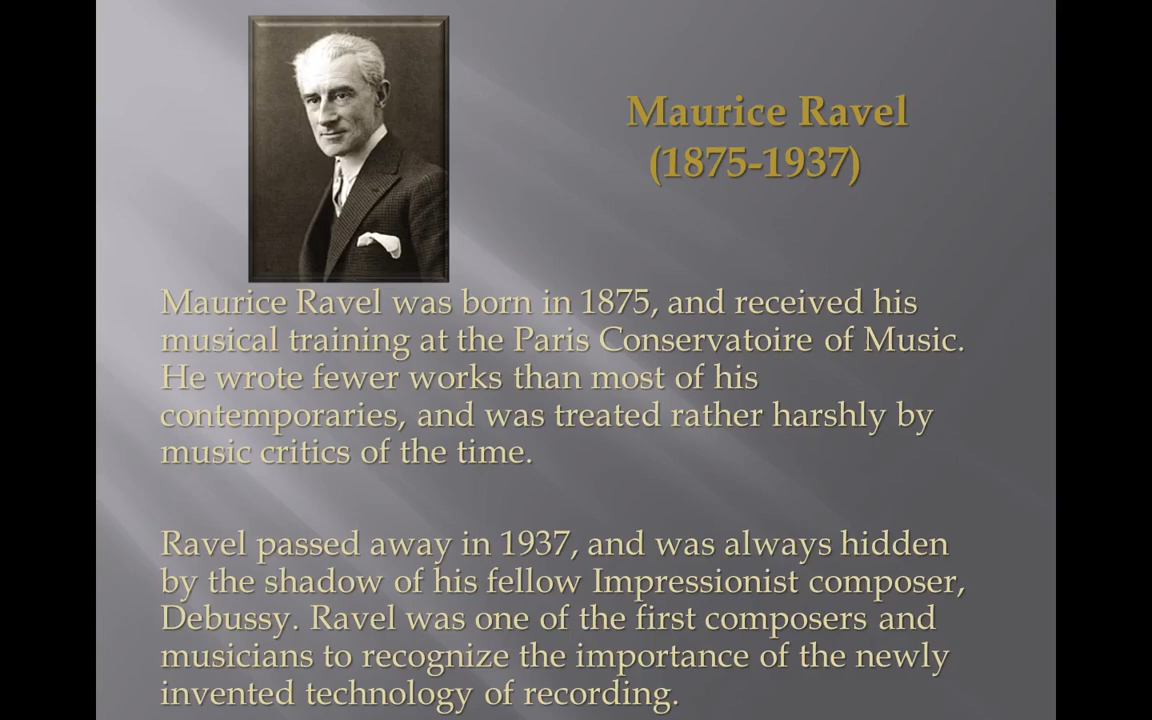 Maurice Ravel
(1875-1937)
Maurice Ravel was born in 1875, and received his
musical training at the Paris Conservatoire of Music.
He wrote fewer works than most of his
contemporaries, and was treated rather harshly by
music critics of the time.
Ravel passed away in 1937, and was always hidden
by the shadow of his fellow Impressionist composer,
Debussy. Ravel was one of the first composers and
musicians to recognize the importance of the newly
invented technology of recording.